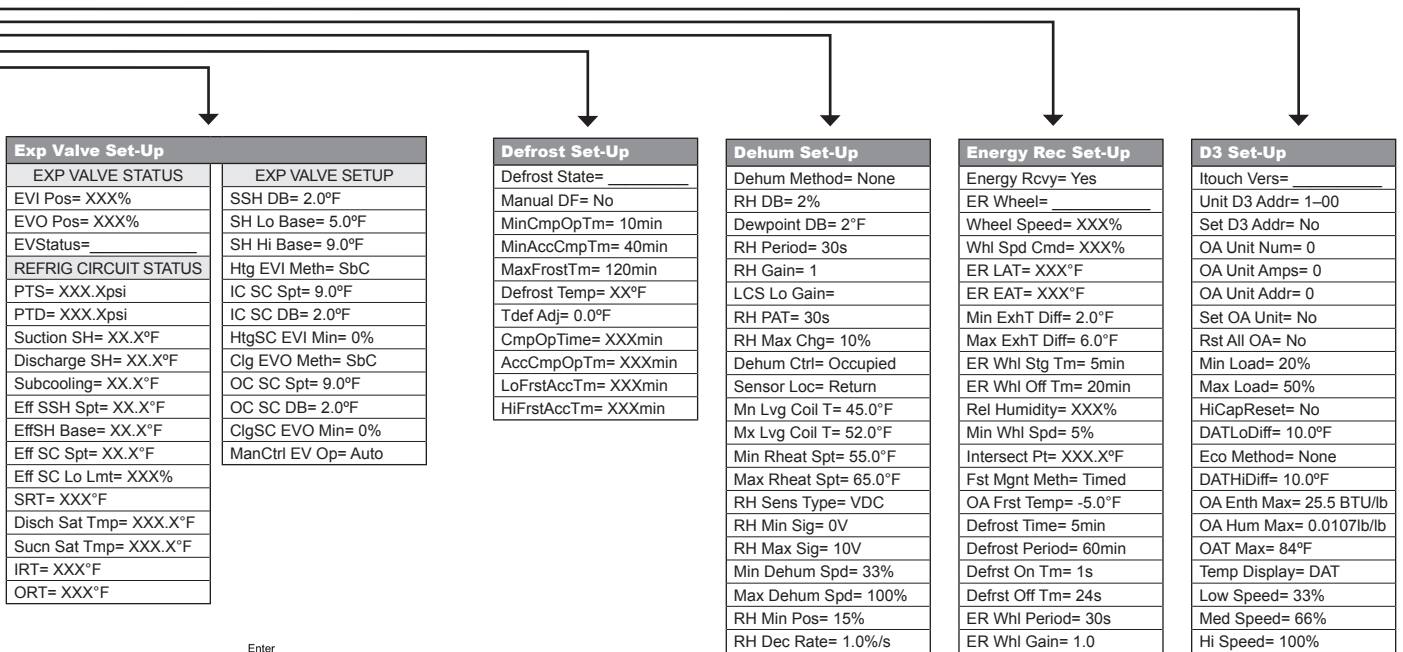 Exp Valve Set-Up
EXP VALVE STATUS
EVI Pos= XXX%
EVO Pos= XXX%
EVStatus=____________
REFRIG CIRCUIT STATUS
PTS= XXX.Xpsi
PTD= XXX.Xpsi
Suction SH= XX.XºF
Discharge SH= XX.XºF
Subcooling= XX.X°F
Eff SSH Spt= XX.X°F
EffSH Base= XX.X°F
Eff SC Spt= XX.X°F
Eff SC Lo Lmt= XXX%
SRT= XXX°F
Disch Sat Tmp= XXX.X°F
Sucn Sat Tmp= XXX.X°F
IRT= XXX°F
ORT= XXX°F
EXP VALVE SETUP
SSH DB= 2.0ºF
SH Lo Base= 5.0ºF
SH Hi Base= 9.0ºF
Htg EVI Meth= SbC
IC SC Spt= 9.0ºF
IC SC DB= 2.0ºF
HtgSC EVI Min= 0%
Clg EVO Meth= SbC
OC SC Spt= 9.0ºF
OC SC DB= 2.0ºF
ClgSC EVO Min= 0%
ManCtrl EV Op= Auto
Defrost Set-Up
Defrost State= _________
Manual DF= No
MinCmpOpTm= 10min
MinAccCmpTm= 40min
MaxFrostTm= 120min
Defrost Temp= XXºF
Tdef Adj= 0.0ºF
CmpOpTime= XXXmin
AccCmpOpTm= XXXmin
LoFrstAccTm= XXXmin
HiFrstAccTm= XXXmin
Dehum Set-Up
Dehum Method= None
RH DB= 2%
Dewpoint DB= 2°F
RH Period= 30s
RH Gain= 1
LCS Lo Gain=
RH PAT= 30s
RH Max Chg= 10%
Dehum Ctrl= Occupied
Sensor Loc= Return
Mn Lvg Coil T= 45.0°F
Mx Lvg Coil T= 52.0°F
Min Rheat Spt= 55.0°F
Max Rheat Spt= 65.0°F
RH Sens Type= VDC
RH Min Sig= 0V
RH Max Sig= 10V
Min Dehum Spd= 33%
Max Dehum Spd= 100%
RH Min Pos= 15%
RH Dec Rate= 1.0%/s
Energy Rec Set-Up
Energy Rcvy= Yes
ER Wheel= ___________
Wheel Speed= XXX%
Whl Spd Cmd= XXX%
ER LAT= XXX°F
ER EAT= XXX°F
Min ExhT Diff= 2.0°F
Max ExhT Diff= 6.0°F
ER Whl Stg Tm= 5min
ER Whl Off Tm= 20min
Rel Humidity= XXX%
Min Whl Spd= 5%
Intersect Pt= XXX.XºF
Fst Mgnt Meth= Timed
OA Frst Temp= -5.0°F
Defrost Time= 5min
Defrost Period= 60min
Defrst On Tm= 1s
Defrst Off Tm= 24s
ER Whl Period= 30s
ER Whl Gain= 1.0
D3 Set-Up
Itouch Vers= __________
Unit D3 Addr= 1–00
Set D3 Addr= No
OA Unit Num= 0
OA Unit Amps= 0
OA Unit Addr= 0
Set OA Unit= No
Rst All OA= No
Min Load= 20%
Max Load= 50%
HiCapReset= No
DATLoDiff= 10.0ºF
Eco Method= None
DATHiDiff= 10.0ºF
OA Enth Max= 25.5 BTU/lb
OA Hum Max= 0.0107lb/lb
OAT Max= 84ºF
Temp Display= DAT
Low Speed= 33%
Med Speed= 66%
Hi Speed= 100%
Enter